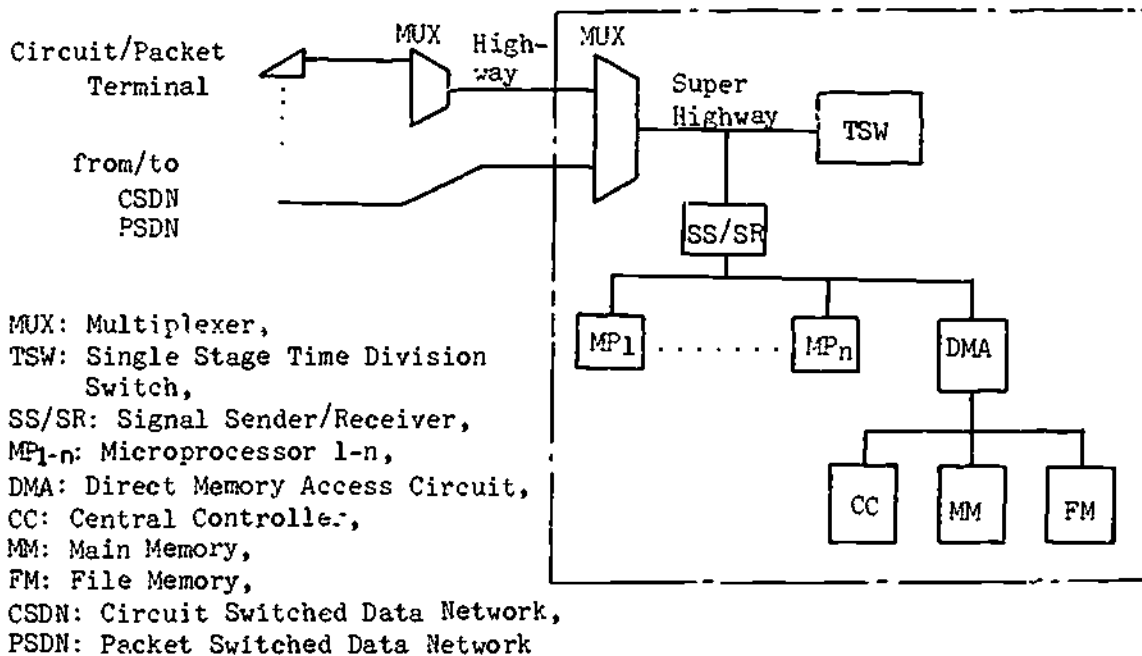 Circuit/Packet
Terminal
MUX
High-
way
MUX
Super
Highway
TSW
from/to
CSDN
PSDN
SS/SR
MP1
. . . . . . .
MPn
DMA
CC
MM
FM
MUX: Multiplexer,
TSW: Single Stage Time Division
Switch,
SS/SR: Signal Sender/Receiver,
MP1-n: Microprocessor 1-n,
DMA: Direct Memory Access Circuit,
CC: Central Controller,
MM: Main Memory,
FM: File Memory,
CSDN: Circuit Switched Data Network,
PSDN: Packet Switched Data Network